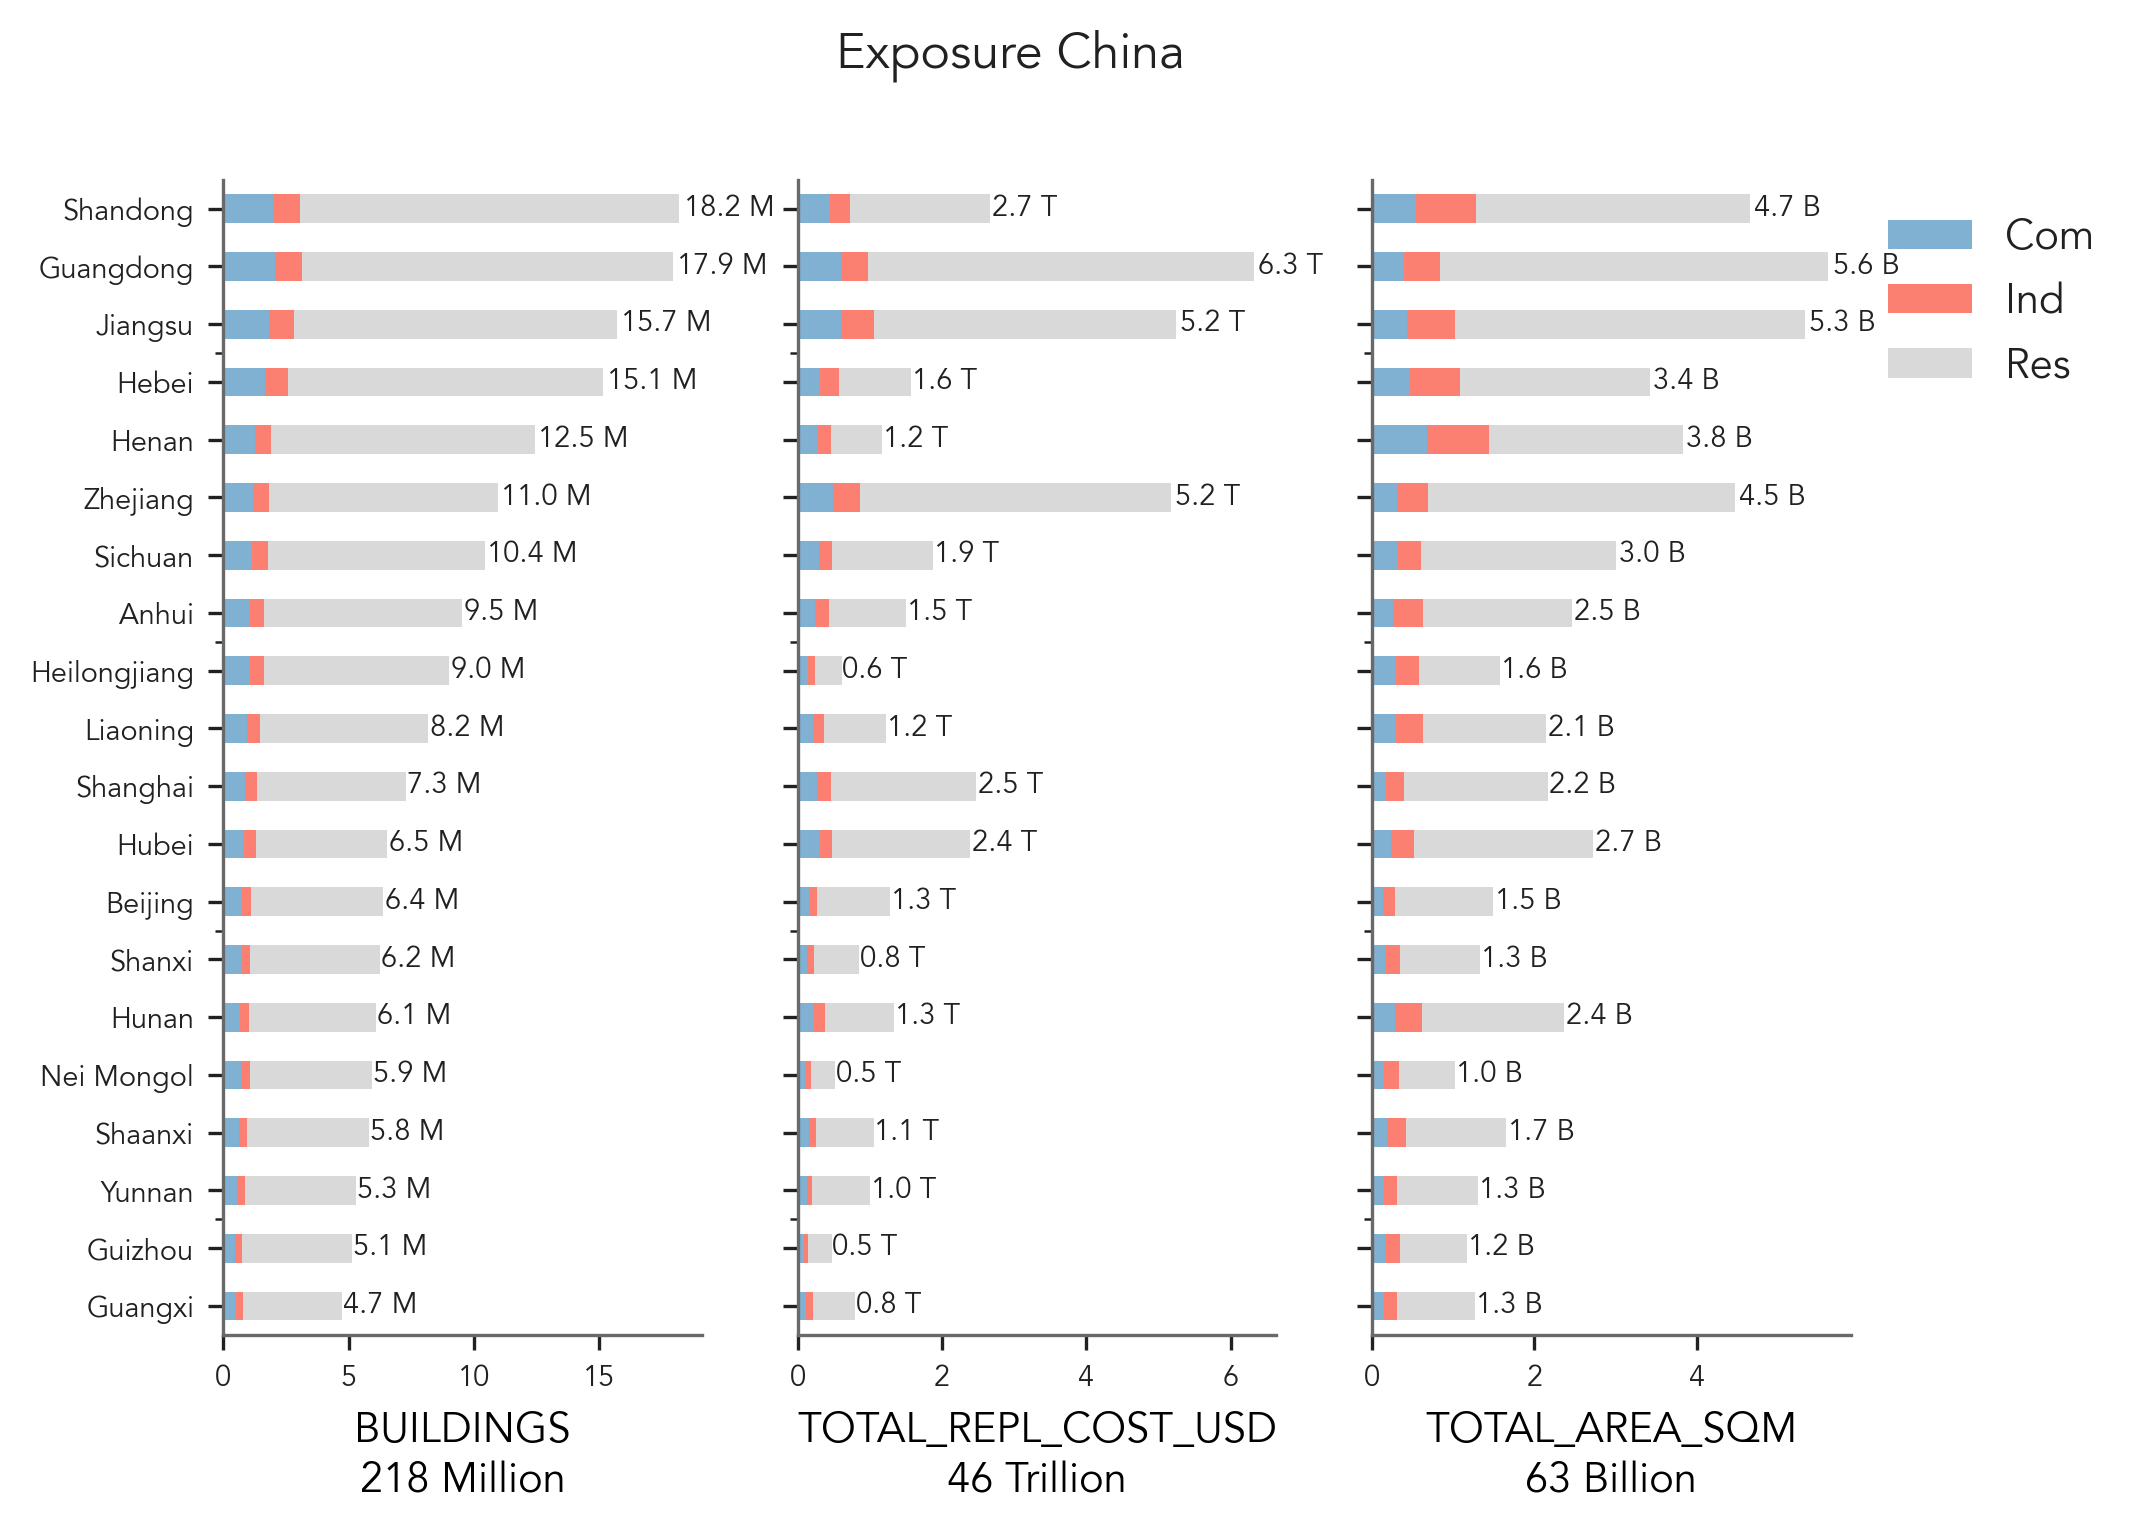 Exposure China
Shandong 18.2 M 2.7 T 4.7 B
Guangdong 17.9 M 6.3 T 5.6 B
Jiangsu 15.7 M 5.2 T 5.3 B
Hebei 15.1 M 1.6 T 3.4 B
Henan 12.5 M 1.2 T 3.8 B
Zhejiang 11.0 M 5.2 T 4.5 B
Sichuan 10.4 M 1.9 T 3.0 B
Anhui 9.5 M 1.5 T 2.5 B
Heilongjiang 9.0 M 0.6 T 1.6 B
Liaoning 8.2 M 1.2 T 2.1 B
Shanghai 7.3 M 2.5 T 2.2 B
Hubei 6.5 M 2.4 T 2.7 B
Beijing 6.4 M 1.3 T 1.5 B
Shanxi 6.2 M 0.8 T 1.3 B
Hunan 6.1 M 1.3 T 2.4 B
Nei Mongol 5.9 M 0.5 T 1.0 B
Shaanxi 5.8 M 1.1 T 1.7 B
Yunnan 5.3 M 1.0 T 1.3 B
Guizhou 5.1 M 0.5 T 1.2 B
Guangxi 4.7 M 0.8 T 1.3 B
0 5 10 15
BUILDINGS
218 Million
0 2 4 6
TOTAL_REPL_COST_USD
46 Trillion
0 2 4
TOTAL_AREA_SQM
63 Billion
Com
Ind
Res